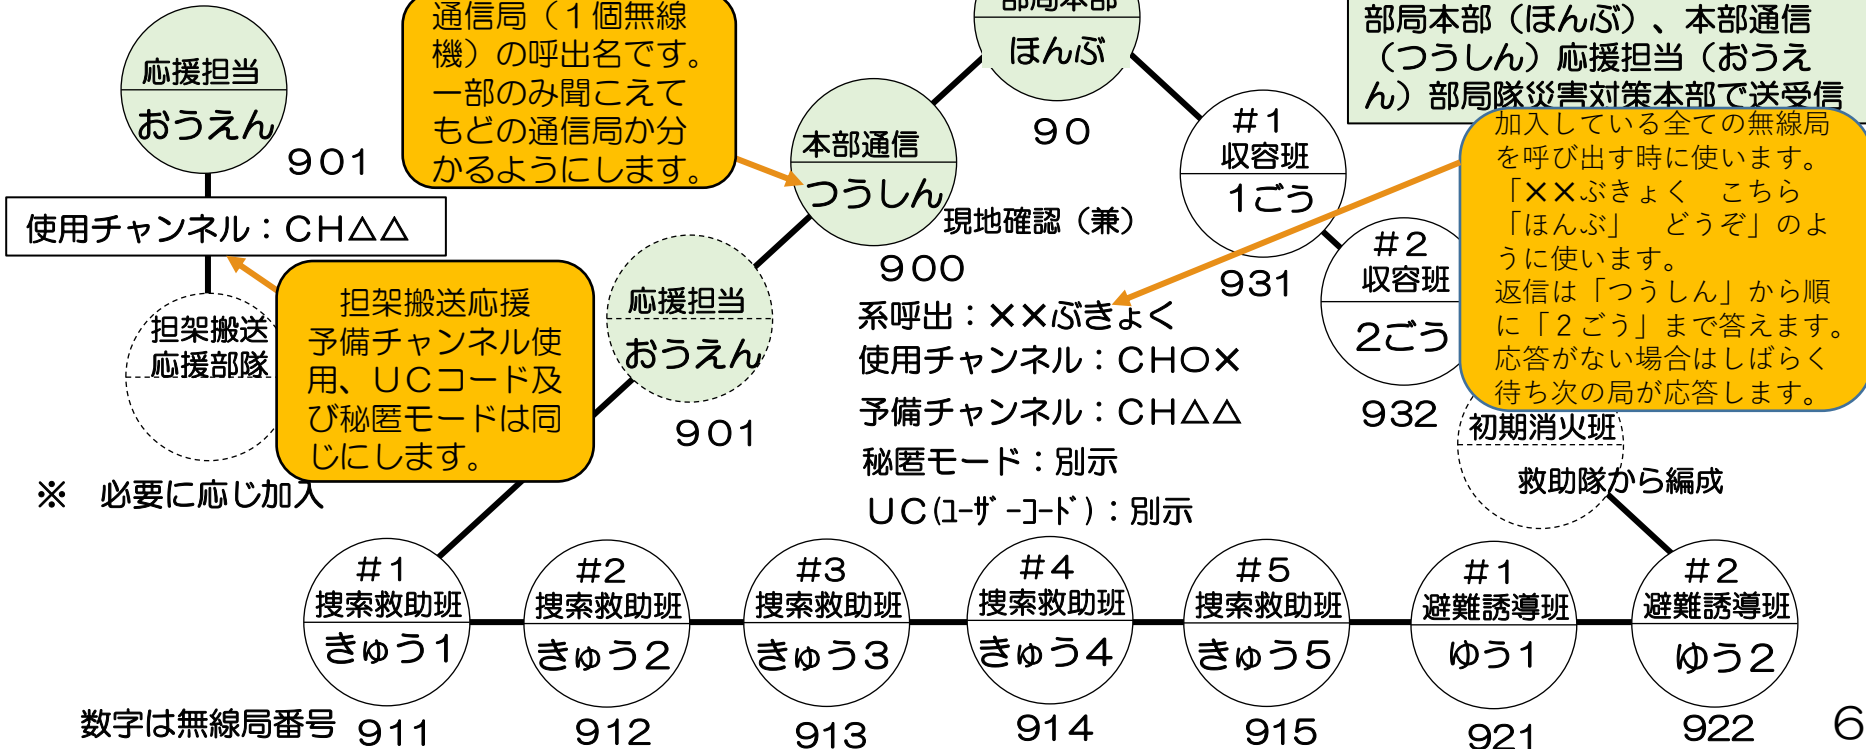 応援担当
おうえん
901
使用チャンネル：CH△△
担架搬送
応援部隊
※　必要に応じ加入
通信局（１個無線
機）の呼出名です。
一部のみ聞こえて
もどの通信局か分
かるようにします。
担架搬送応援
予備チャンネル使
用、ＵＣコード及
び秘匿モードは同
じにします。
部局本部
ほんぶ
90
本部通信
つうしん
現地確認（兼）
900
応援担当
おうえん
901
系呼出：××ぶきょく
使用チャンネル：CH○×
予備チャンネル：CH△△
秘匿モード：別示
ＵＣ(ﾕｰｻﾞｰｺｰﾄﾞ)：別示
#1
収容班
1ごう
931
#2
収容班
2ごう
932
部局本部（ほんぶ）、本部通信
（つうしん）応援担当（おうえ
ん）部局隊災害対策本部で送受信
加入している全ての無線局
を呼び出す時に使います。
「××ぶきょく　こちら
「ほんぶ」　どうぞ」のよ
うに使います。
返信は「つうしん」から順
に「２ごう」まで答えます。
応答がない場合はしばらく
待ち次の局が応答します。
初期消火班
救助隊から編成
#1
捜索救助班
きゅう1
911
#2
捜索救助班
きゅう2
912
#3
捜索救助班
きゅう3
913
#4
捜索救助班
きゅう4
914
#5
捜索救助班
きゅう5
915
#1
避難誘導班
ゆう1
921
#2
避難誘導班
ゆう2
922
数字は無線局番号
6